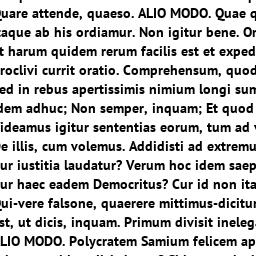 Quare attende, quaeso. ALIO MODO. Quae q
taque ab his ordiamur. Non igitur bene. Or
t harum quidem rerum facilis est et exped
roclivi currit oratio. Comprehensum, quod
ed in rebus apertissimis nimium longi sum
dem adhuc; Non semper, inquam; Et quod
ideamus igitur sententias eorum, tum ad v
e illis, cum volemus. Addidisti ad extremu
ur iustitia laudatur? Verum hoc idem saep
ur haec eadem Democritus? Cur id non ita
Qui-vere falsone, quaerere mittimus-dicitur
st, ut dicis, inquam. Primum divisit ineleg
LIO MODO. Polycratem Samium felicem ap